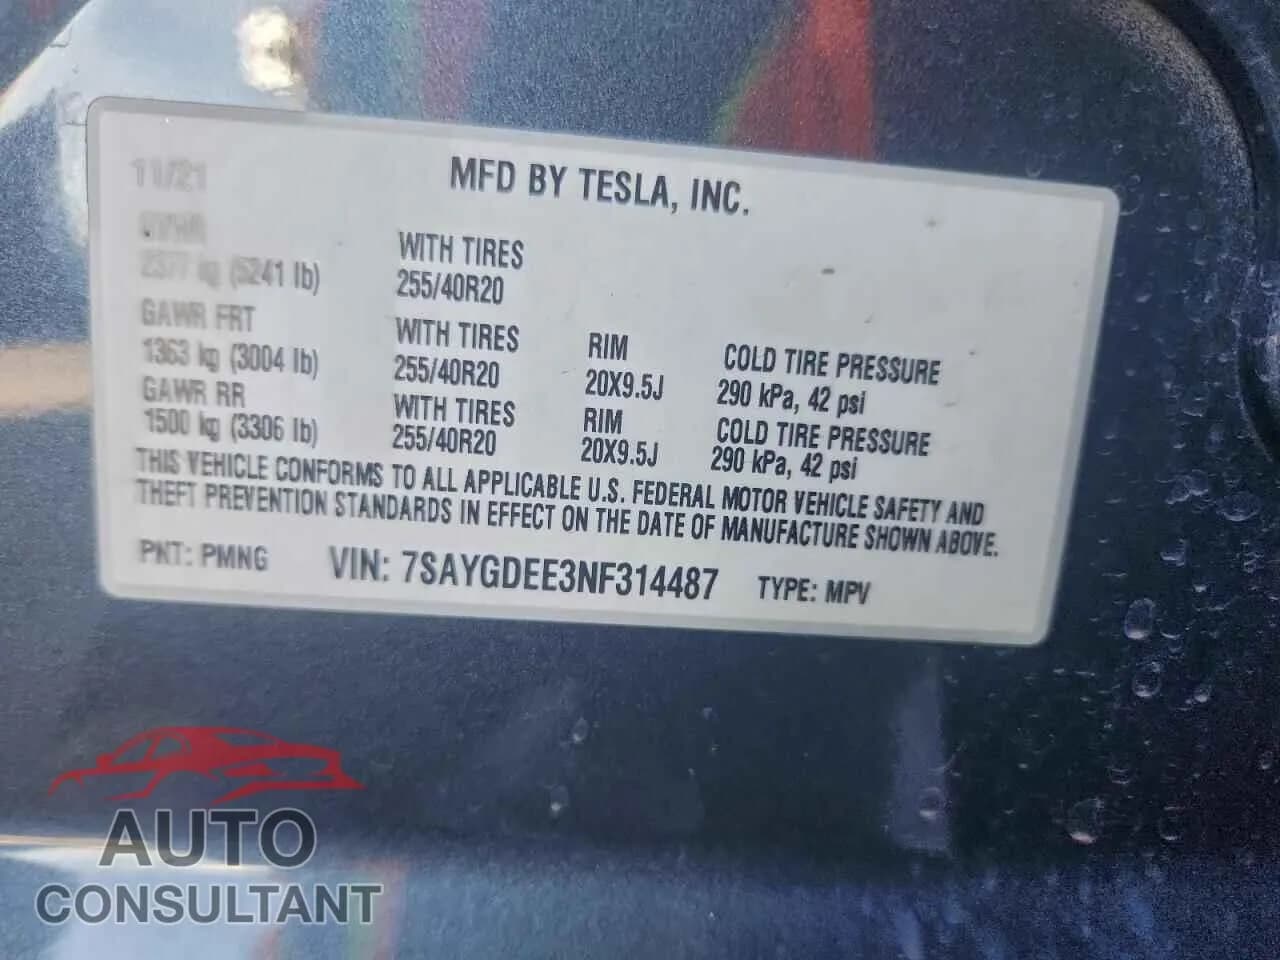 11/21
MFD BY TESLA, INC.
GVWR
2377 kg (5241 lb)
WITH TIRES
255/40R20
GAWR FRT
1363 kg (3004 lb)
WITH TIRES
255/40R20
RIM
20X9.5J
COLD TIRE PRESSURE
290 kPa, 42 psi
GAWR RR
1500 kg (3306 lb)
WITH TIRES
255/40R20
RIM
20X9.5J
COLD TIRE PRESSURE
290 kPa, 42 psi
THIS VEHICLE CONFORMS TO ALL APPLICABLE U.S. FEDERAL MOTOR VEHICLE SAFETY AND
THEFT PREVENTION STANDARDS IN EFFECT ON THE DATE OF MANUFACTURE SHOWN ABOVE.
PNT: PMNG VIN: 7SAYGDEE3NF314487 TYPE: MPV
AUTO
CONSULTANT